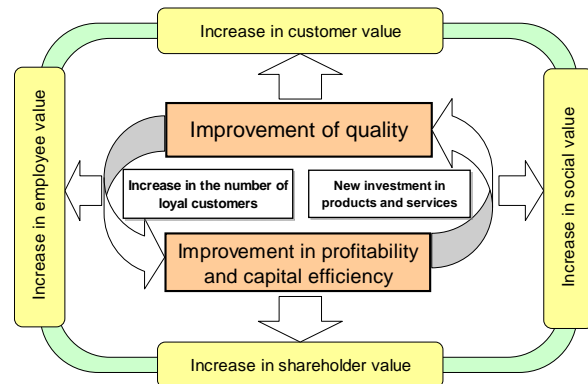 Increase in customer value
Increase in employee value
Improvement of quality
Increase in the number of
loyal customers
New investment in
products and services
Improvement in profitability
and capital efficiency
Increase in social value
Increase in shareholder value